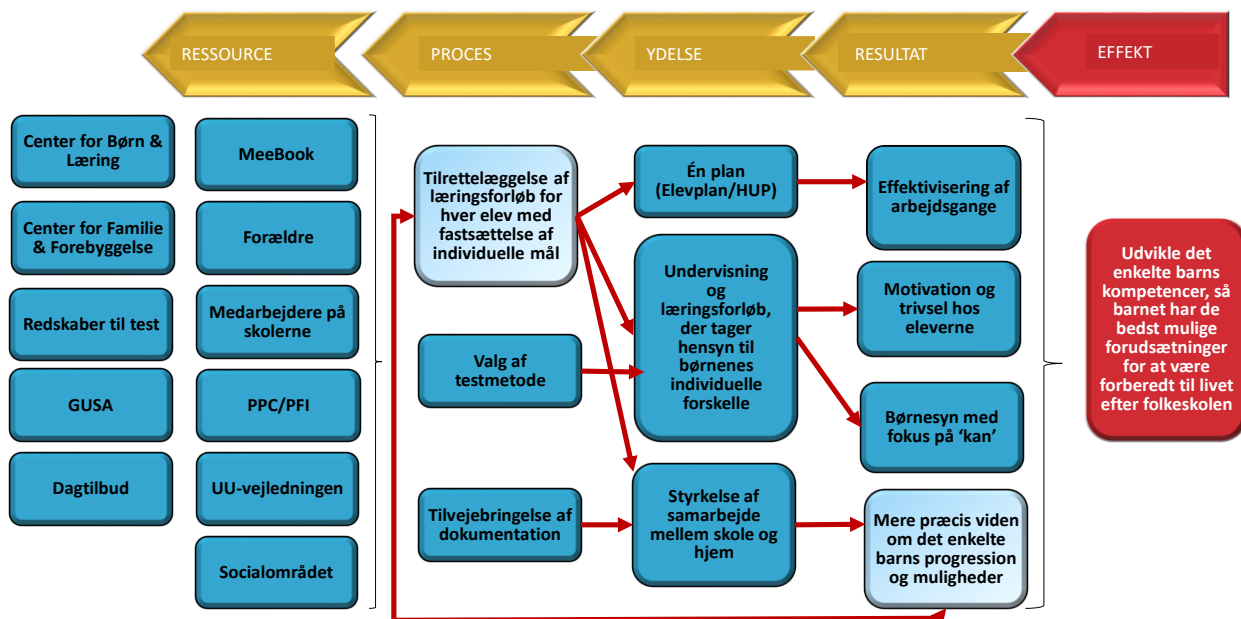 RESSOURCE
PROCES
YDELSE
RESULTAT
EFFEKT
Center for Børn &
Læring
Center for Familie
& Forebyggelse
Redskaber til test
GUSA
Dagtilbud
MeeBook
Forældre
Medarbejdere på
skolerne
PPC/PFI
UU-vejledningen
Socialområdet
Tilrettelæggelse af
læringsforløb for
hver elev med
fastsættelse af
individuelle mål
Valg af
testmetode
Tilvejebringelse af
dokumentation
Én plan
(Elevplan/HUP)
Undervisning
og
læringsforløb,
der tager
hensyn til
børnenes
individuelle
forskelle
Styrkelse af
samarbejde
mellem skole og
hjem
Effektivisering af
arbejdsgange
Motivation og
trivsel hos
eleverne
Børnesyn med
fokus på ‘kan’
Mere præcis viden
om det enkelte
barns progression
og muligheder
Udvikle det
enkelte barns
kompetencer, så
barnet har de
bedst mulige
forudsætninger
for at være
forberedt til livet
efter folkeskolen